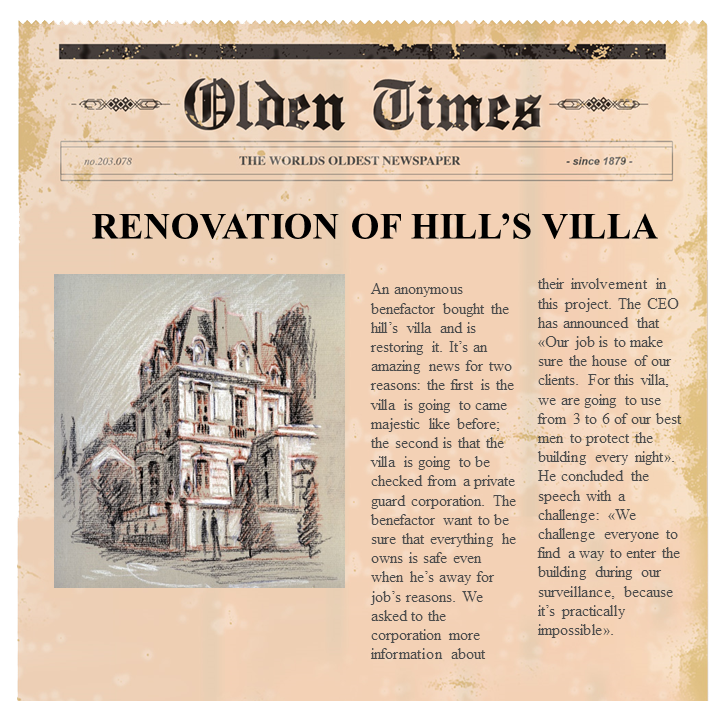 Olden Times
no.203.078 THE WORLDS OLDEST NEWSPAPER - since 1879 -
RENOVATION OF HILL'S VILLA
An anonymous
benefactor bought the
hill's villa and is
restoring it. It's an
amazing news for two
reasons: the first is the
villa is going to came
majestic like before;
the second is that the
villa is going to be
checked from a private
guard corporation. The
benefactor want to be
sure that everything he
owns is safe even
when he's away for
job's reasons. We
asked to the
corporation more
information about
their involvement in
this project. The CEO
has announced that
«Our job is to make
sure the house of our
clients. For this villa,
we are going to use
from 3 to 6 of our best
men to protect the
building every night».
He concluded the
speech with a
challenge: «We
challenge everyone to
find a way to enter the
building during our
surveillance, because
it's practically
impossible».